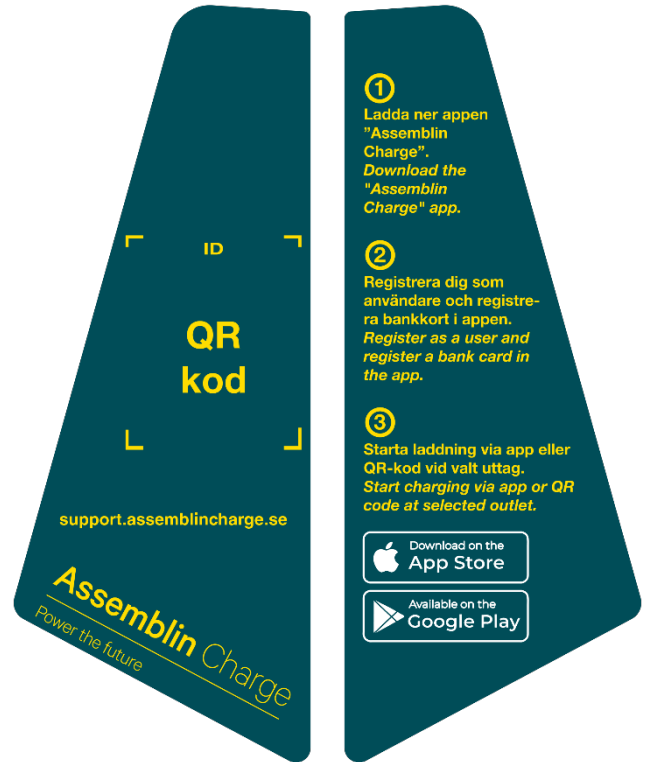 ID
QR
kod
support.assemblincharge.se
Assemblin Charge
Power the future
1
Ladda ner appen
”Assemblin
Charge”.
Download the
"Assemblin
Charge" app.
2
Registrera dig som
användare och registre-
ra bankkort i appen.
Register as a user and
register a bank card in
the app.
3
Starta laddning via app eller
QR-kod vid valt uttag.
Start charging via app or QR
code at selected outlet.
Download on the
App Store
Available on the
Google Play